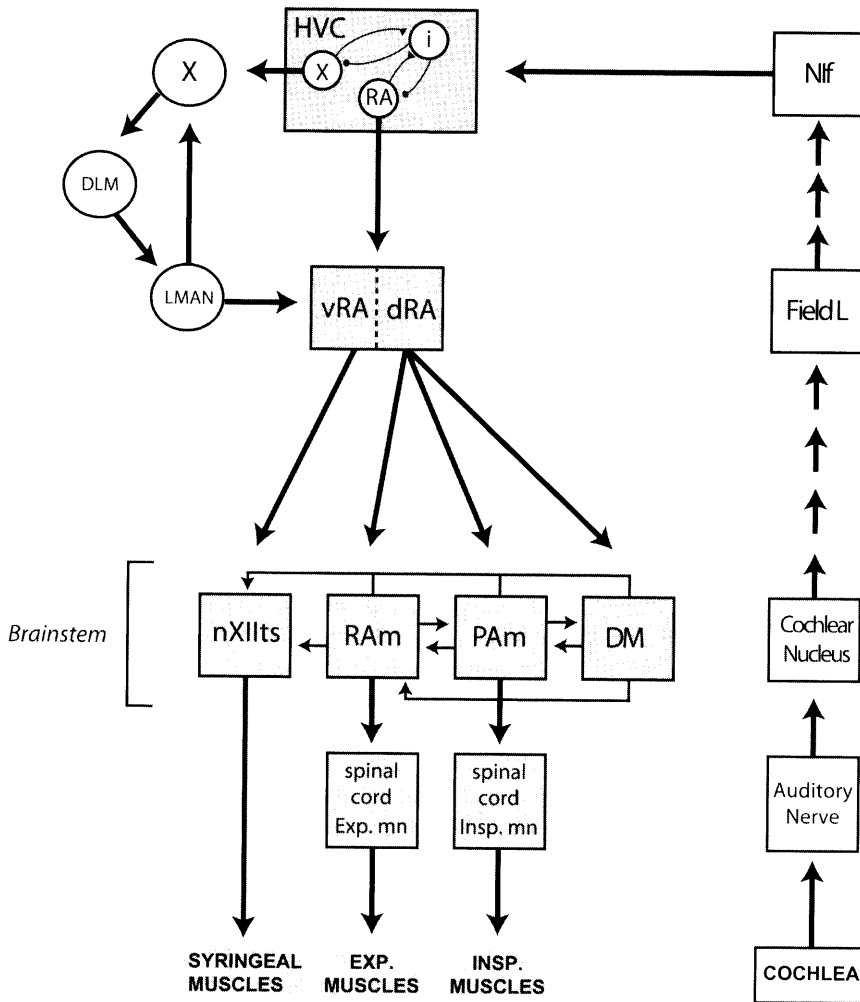 HVC
i
X
RA
X
NIf
DLM
LMAN
vRA
dRA
Field L
Brainstem
nXIIts
RAm
PAm
DM
Cochlear
Nucleus
spinal
cord
Exp. mn
spinal
cord
Insp. mn
Auditory
Nerve
SYRINGEAL
MUSCLES
EXP.
MUSCLES
INSP.
MUSCLES
COCHLEA